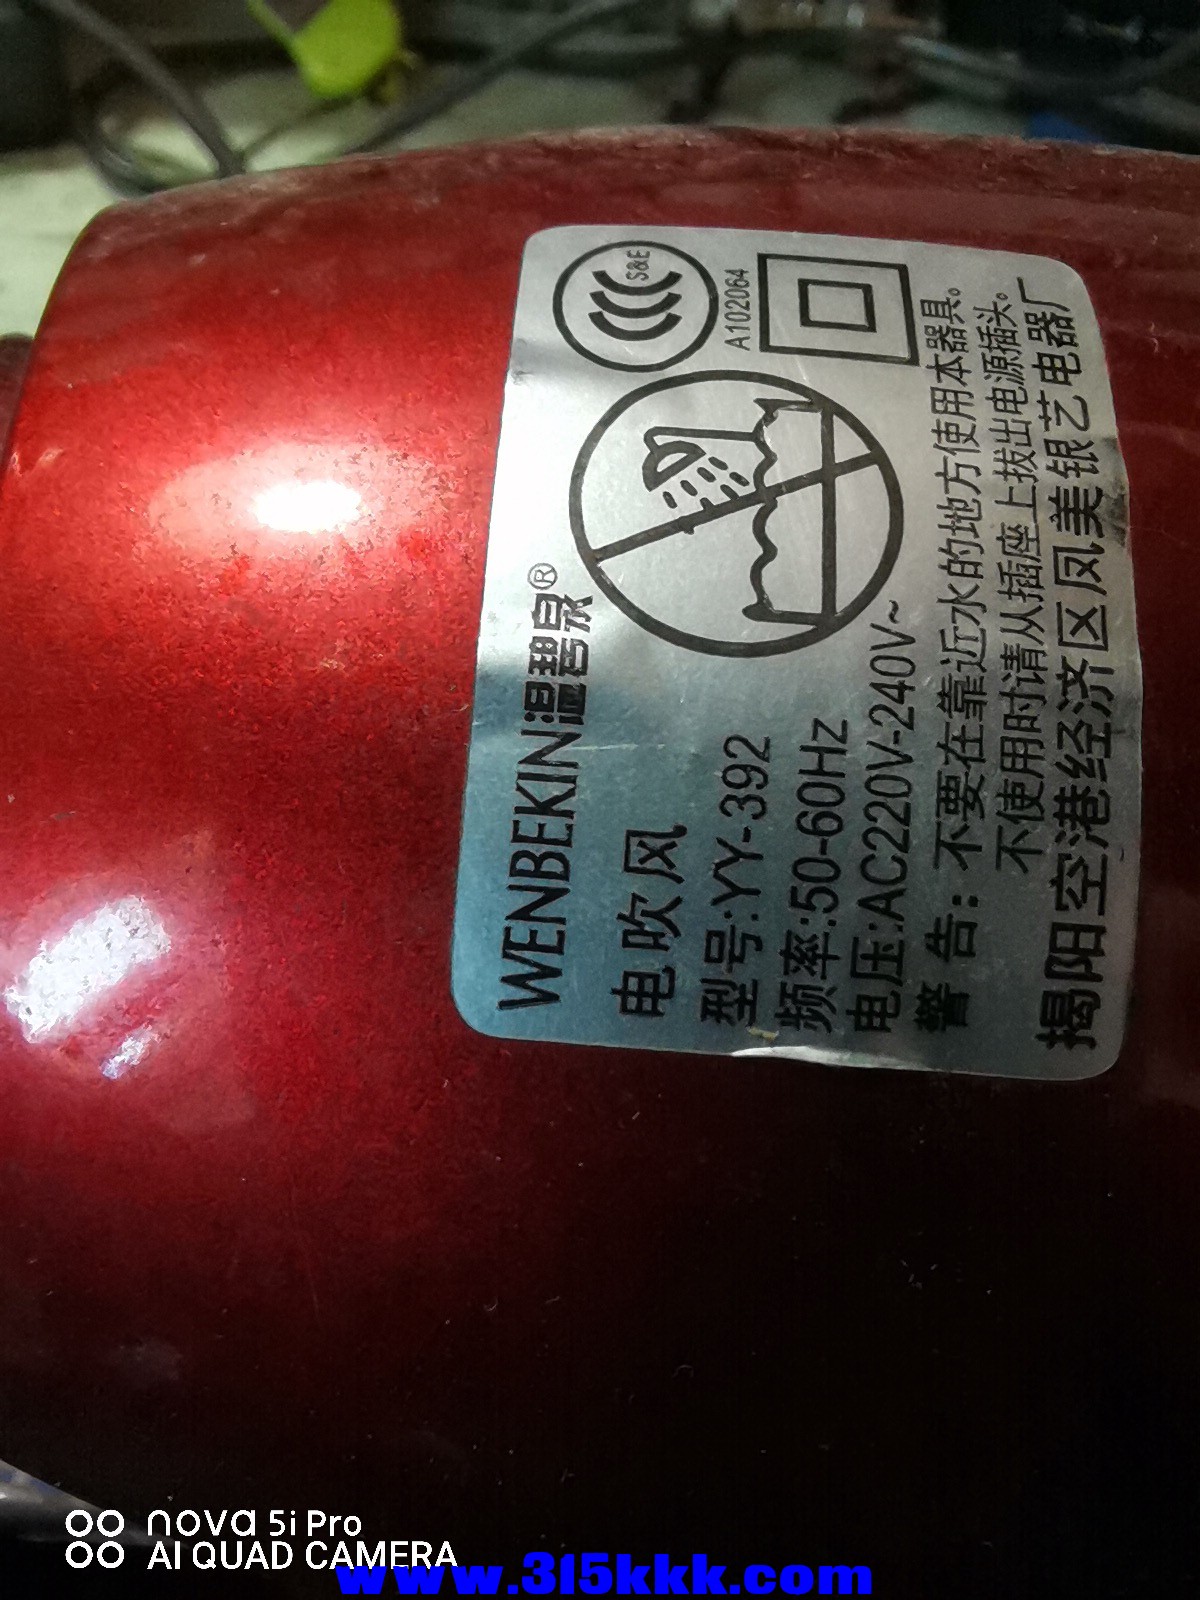 WENBEKIN温碧泉®
S&E
A102064
电吹风
型号:YY-392
频率:50-60Hz
电压:AC220V-240V~
警 告：不要在靠近水的地方使用本器具。
不使用时请从插座上拔出电源插头。
揭阳空港经济区凤美银艺电器厂
nova 5i Pro
AI QUAD CAMERA
www.315kkk.com